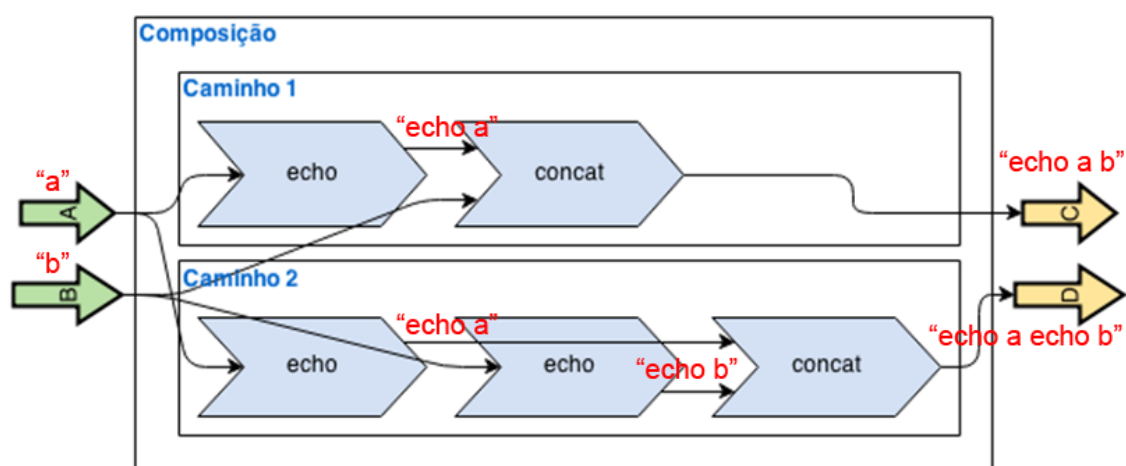 Composição
Caminho 1
“echo a”
echo
concat
“echo a b”
“a”
A
C
“b”
B
Caminho 2
D
“echo a”
“echo a echo b”
echo
echo
“echo b”
concat